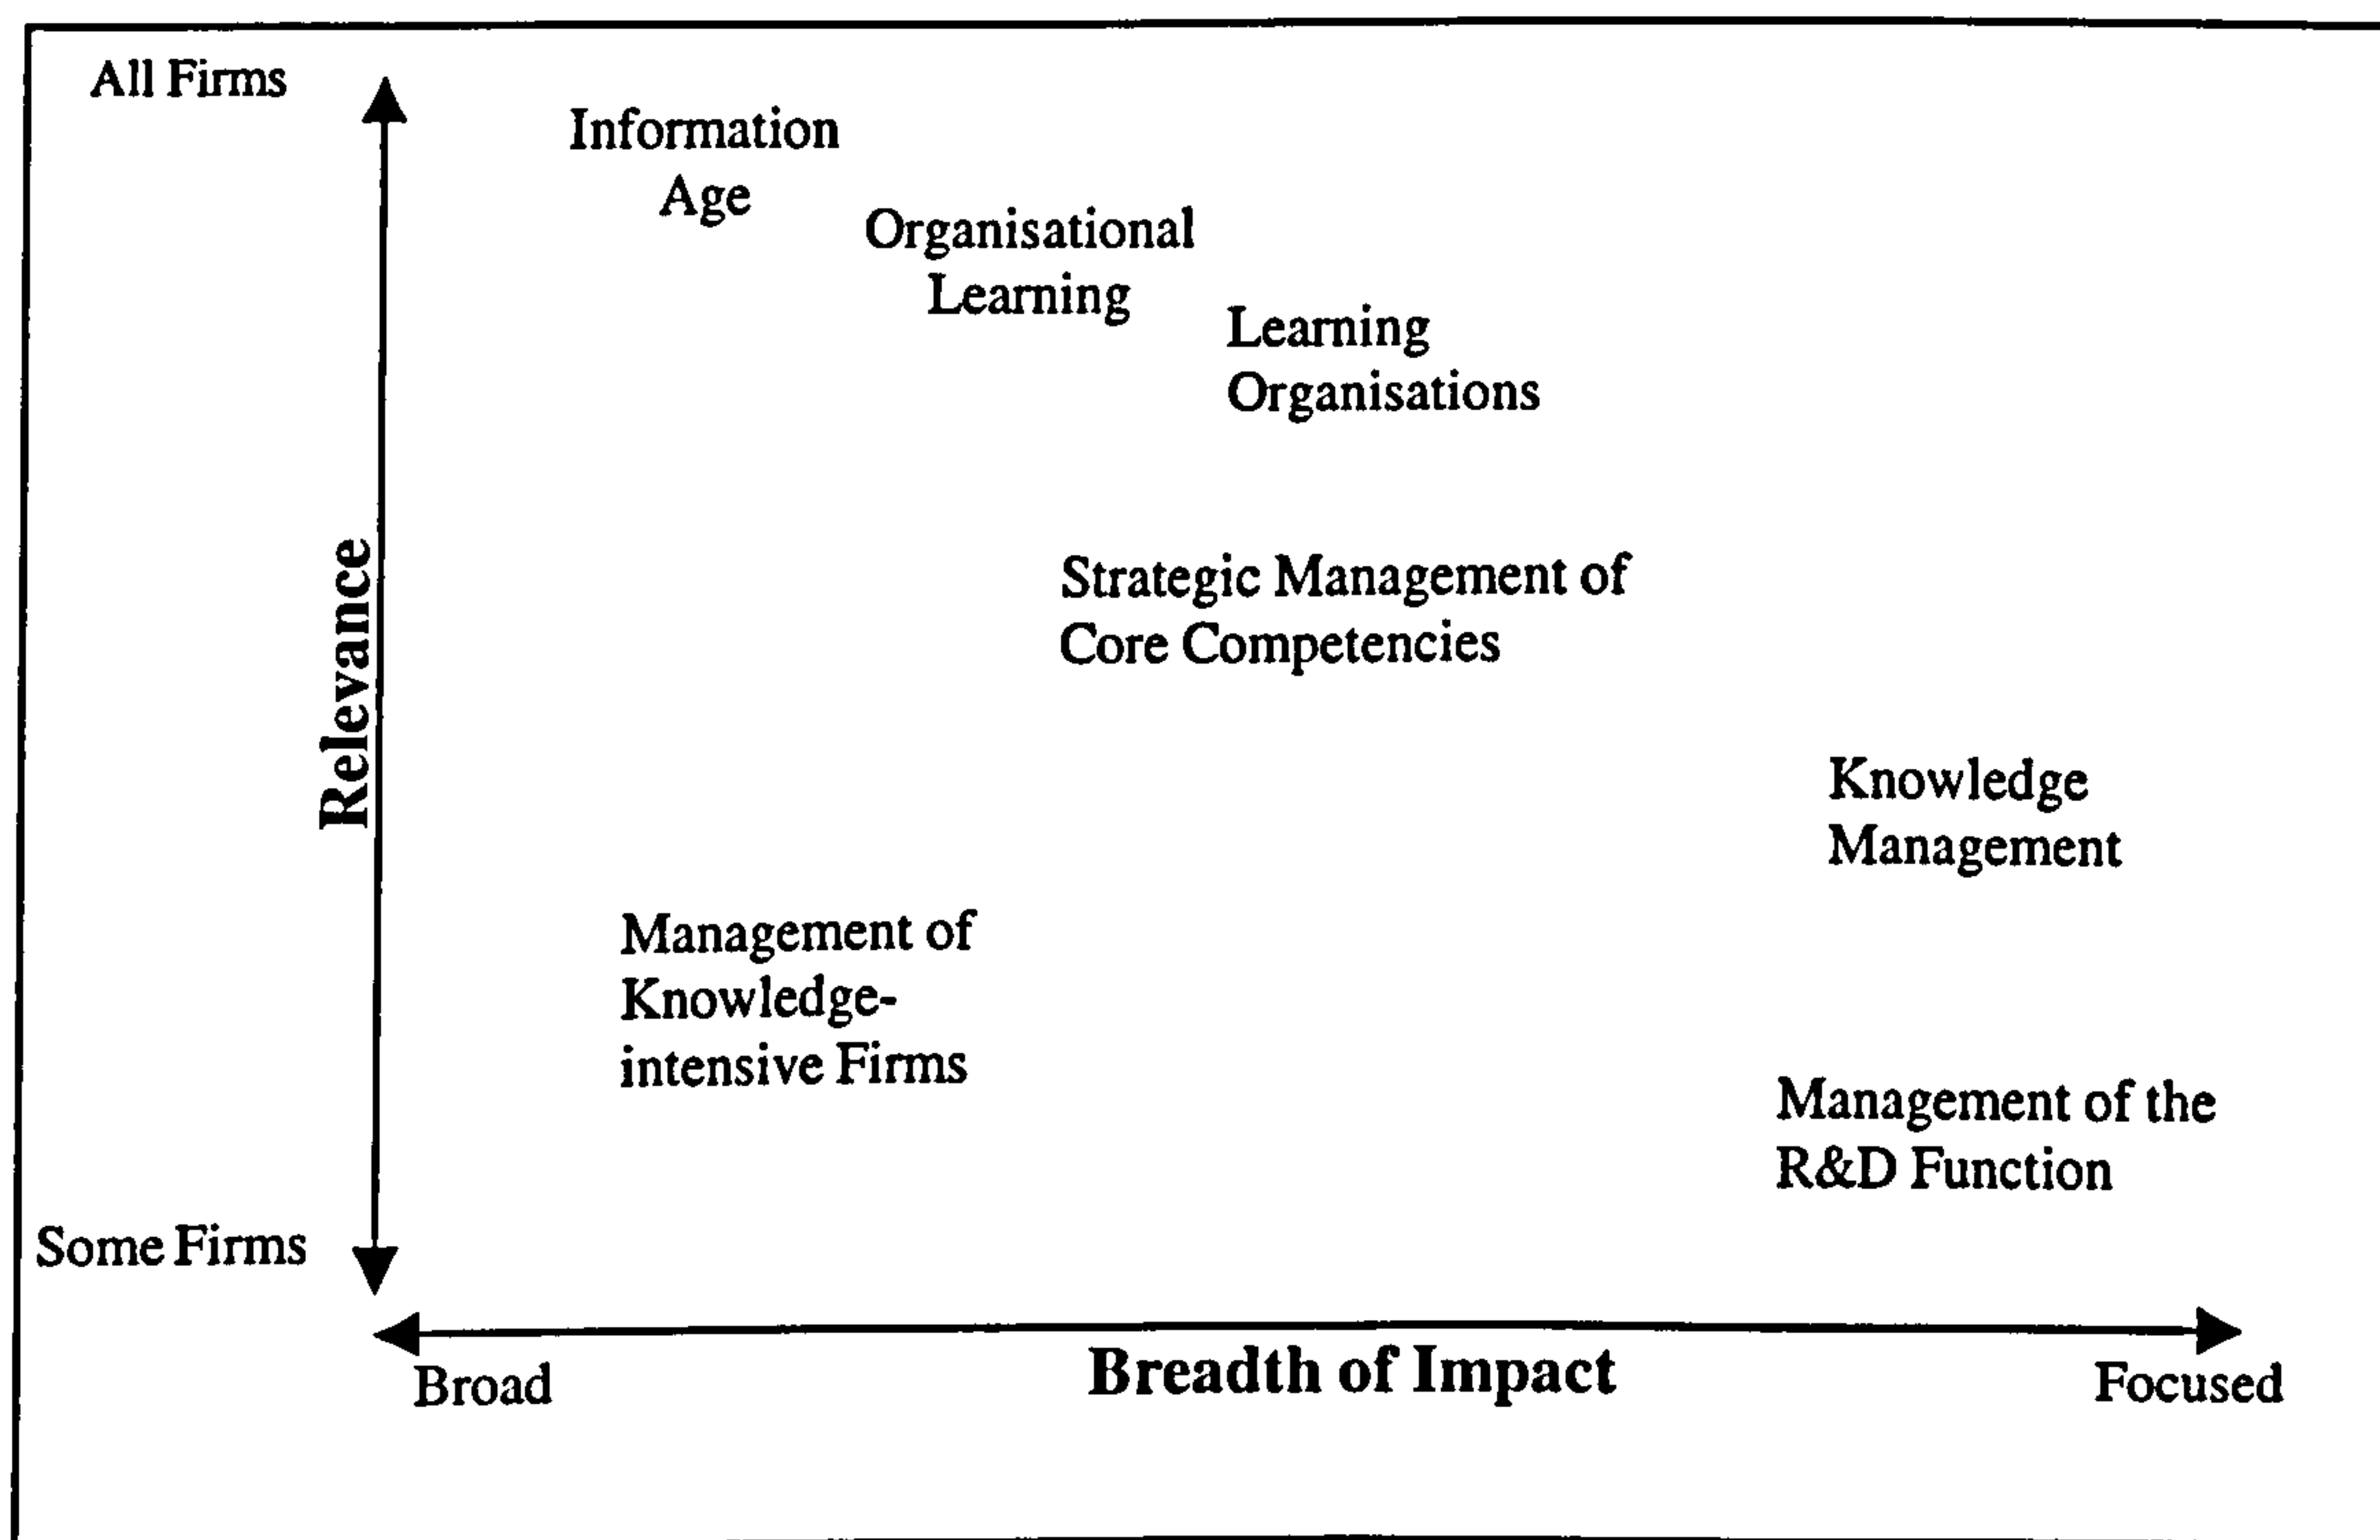 All Firms
Information
Age
Organisational
Learning
Learning
Organisations
Strategic Management of
Core Competencies
Relevance
Knowledge
Management
Management of
Knowledge-
intensive Firms
Management of the
R&D Function
Some Firms
Broad
Breadth of Impact
Focused